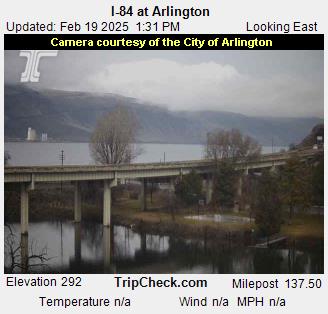 I-84 at Arlington
Updated: Feb 19 2025 1:31 PM Looking East
Camera courtesy of the City of Arlington
Elevation 292 TripCheck.com Milepost 137.50
Temperature n/a Wind n/a MPH n/a